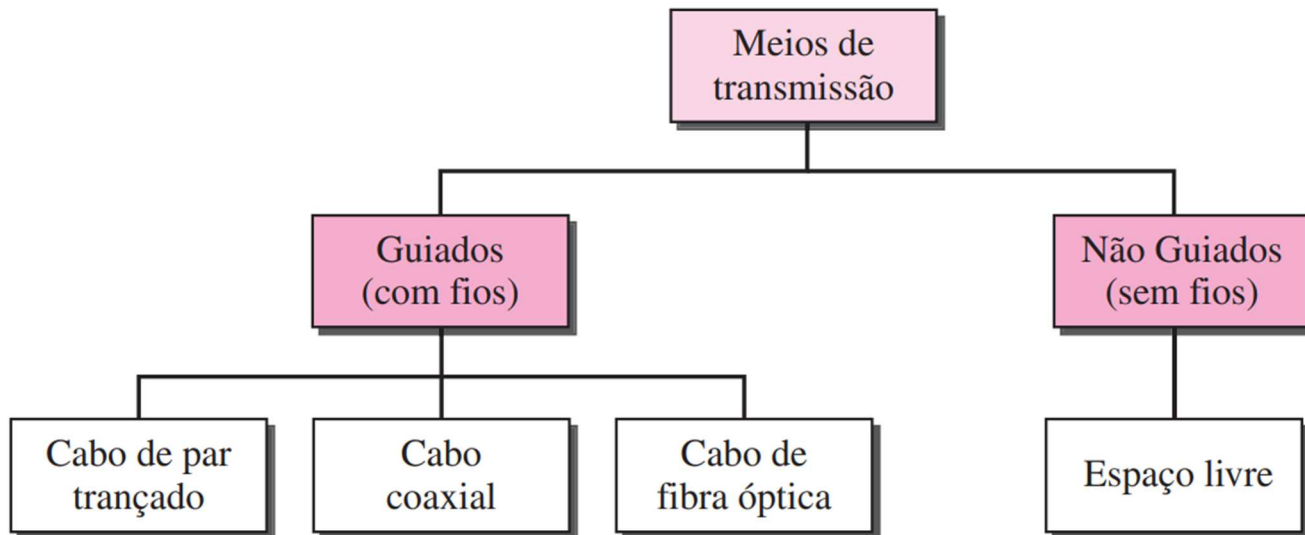 Meios de
transmissão
Guiados
(com fios)
Não Guiados
(sem fios)
Cabo de par
trançado
Cabo
coaxial
Cabo de
fibra óptica
Espaço livre